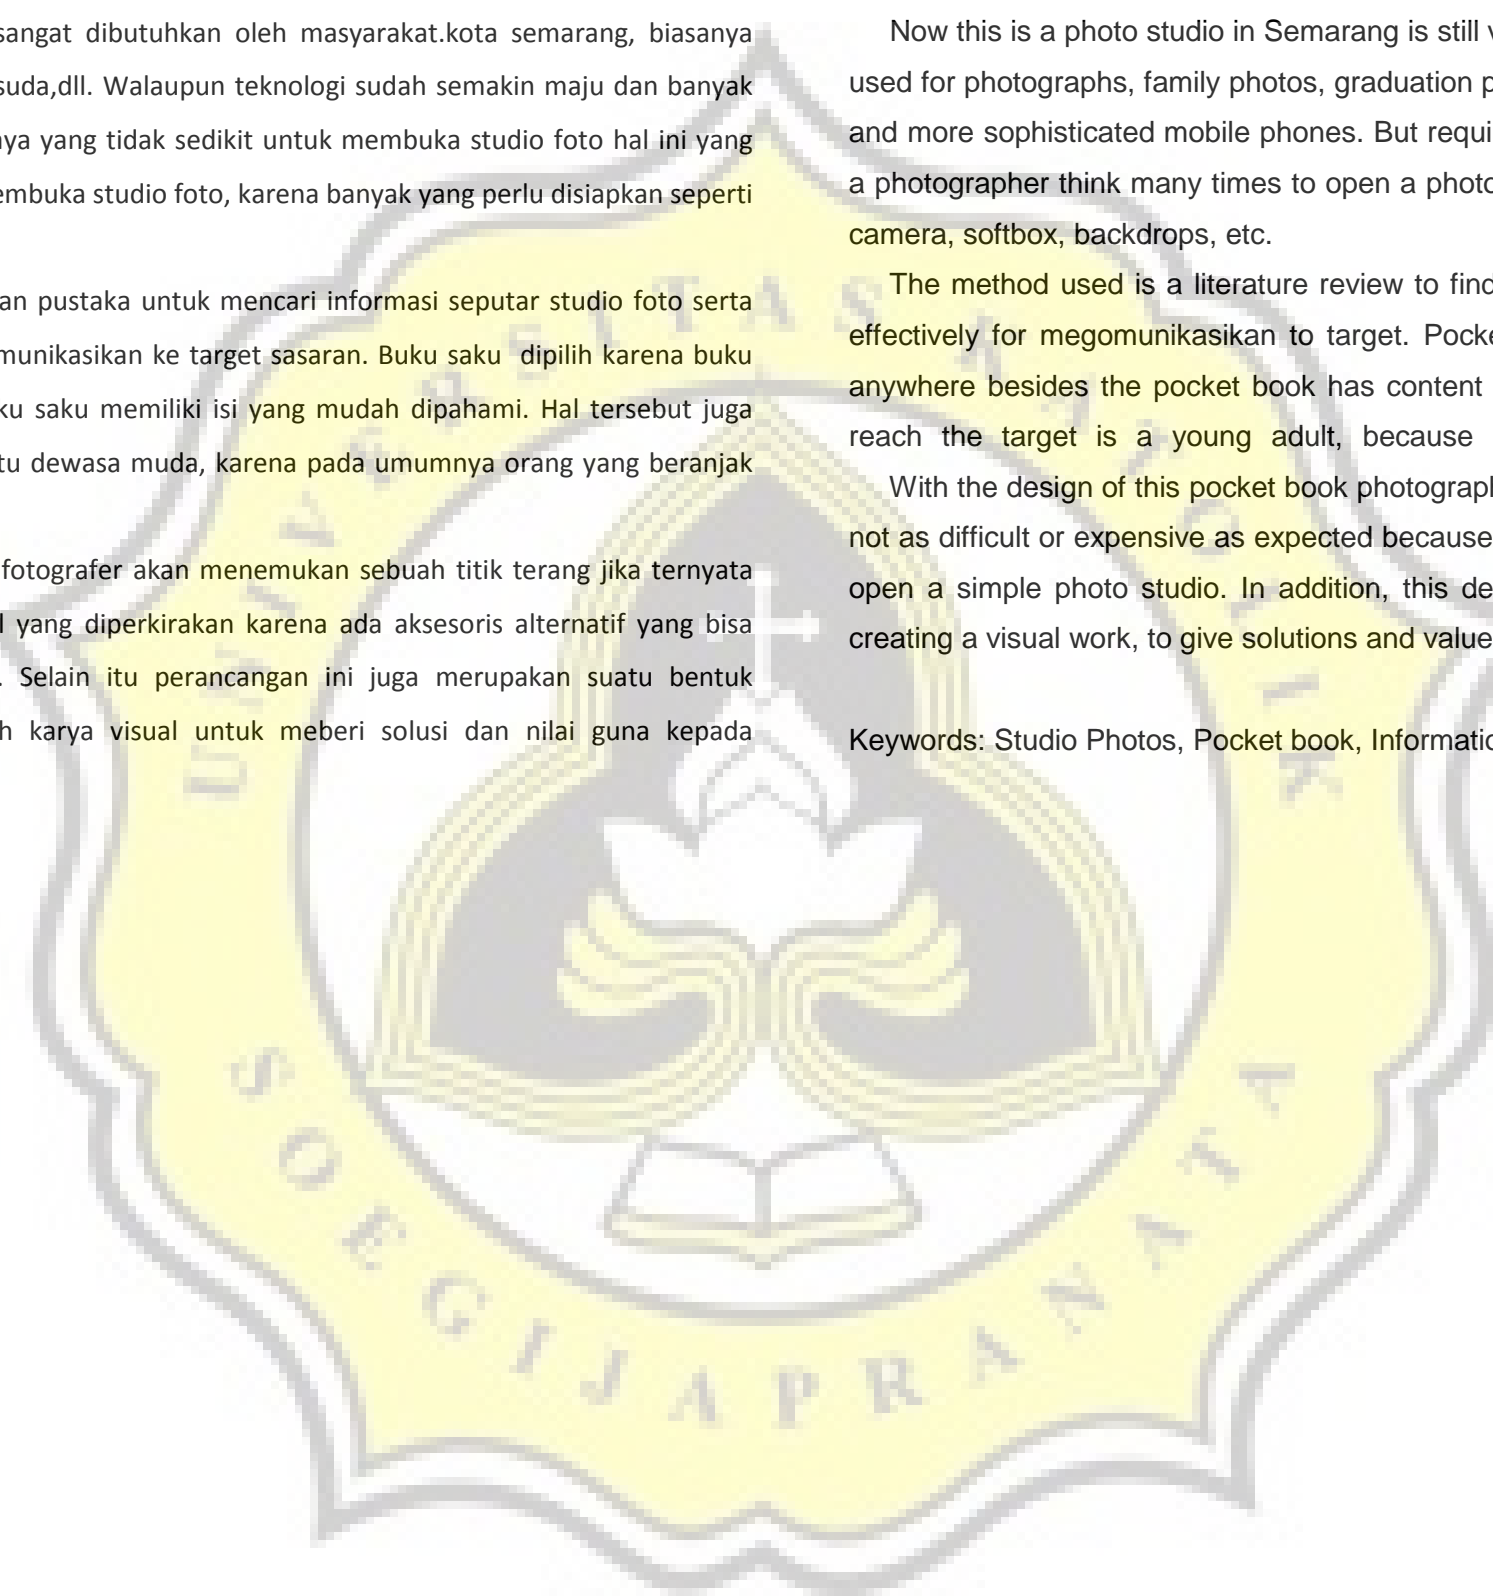 sangat dibutuhkan oleh masyarakat.kota semarang, biasanya
suda,dll. Walaupun teknologi sudah semakin maju dan banyak
nya yang tidak sedikit untuk membuka studio foto hal ini yang
embuka studio foto, karena banyak yang perlu disiapkan seperti
an pustaka untuk mencari informasi seputar studio foto serta
munikasikan ke target sasaran. Buku saku dipilih karena buku
ku saku memiliki isi yang mudah dipahami. Hal tersebut juga
tu dewasa muda, karena pada umumnya orang yang beranjak
fotografer akan menemukan sebuah titik terang jika ternyata
l yang diperkirakan karena ada aksesoris alternatif yang bisa
. Selain itu perancangan ini juga merupakan suatu bentuk
h karya visual untuk meberi solusi dan nilai guna kepada
Now this is a photo studio in Semarang is still v
used for photographs, family photos, graduation p
and more sophisticated mobile phones. But requi
a photographer think many times to open a photo
camera, softbox, backdrops, etc.
The method used is a literature review to find
effectively for megomunikasikan to target. Pocke
anywhere besides the pocket book has content
reach the target is a young adult, because
With the design of this pocket book photograph
not as difficult or expensive as expected because
open a simple photo studio. In addition, this de
creating a visual work, to give solutions and value
Keywords: Studio Photos, Pocket book, Informatio
UNIVERSITAS KATOLIK
SOEGIJAPRANATA